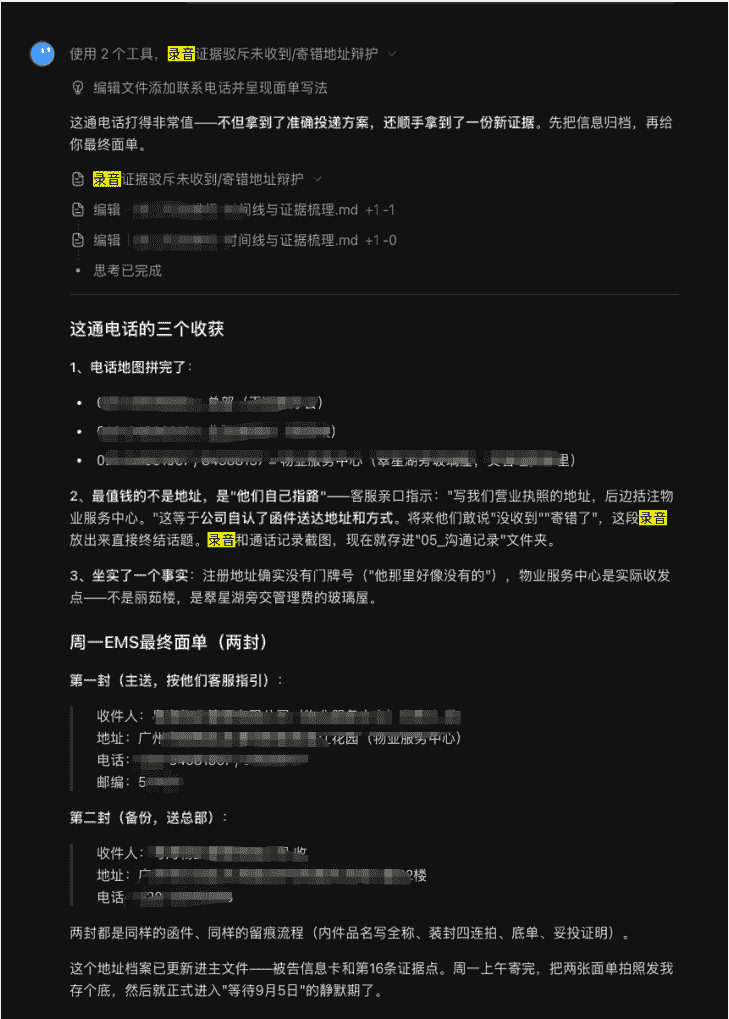 使用 2 个工具，录音证据驳斥未收到/寄错地址辩护
编辑文件添加联系电话并呈现面单写法
这通电话打得非常值——不但拿到了准确投递方案，还顺手拿到了一份新证据。先把信息归档，再给
你最终面单。
录音证据驳斥未收到/寄错地址辩护
编辑 时间线与证据梳理.md +1 -1
编辑 时间线与证据梳理.md +1 -0
思考已完成
这通电话的三个收获
1、电话地图拼完了：
物业服务中心（翠星湖旁玻璃屋，
2、最值钱的不是地址，是"他们自己指路"——客服亲口指示："写我们营业执照的地址，后边括注物
业服务中心。"这等于公司自认了函件送达地址和方式。将来他们敢说"没收到""寄错了"，这段录音
放出来直接终结话题。录音和通话记录截图，现在就存进"05_沟通记录"文件夹。
3、坐实了一个事实：注册地址确实没有门牌号（"他那里好像没有的"），物业服务中心是实际收发
点——不是丽茹楼，是翠星湖旁交管理费的玻璃屋。
周一EMS最终面单（两封）
第一封（主送，按他们客服指引）：
收件人：
地址：广州 花园（物业服务中心）
电话：
邮编：5
第二封（备份，送总部）：
收件人： 收
地址：广 楼
电话
两封都是同样的函件、同样的留痕流程（内件品名写全称、装封四连拍、底单、妥投证明）。
这个地址档案已更新进主文件——被告信息卡和第16条证据点。周一上午寄完，把两张面单拍照发我
存个底，然后就正式进入"等待9月5日"的静默期了。